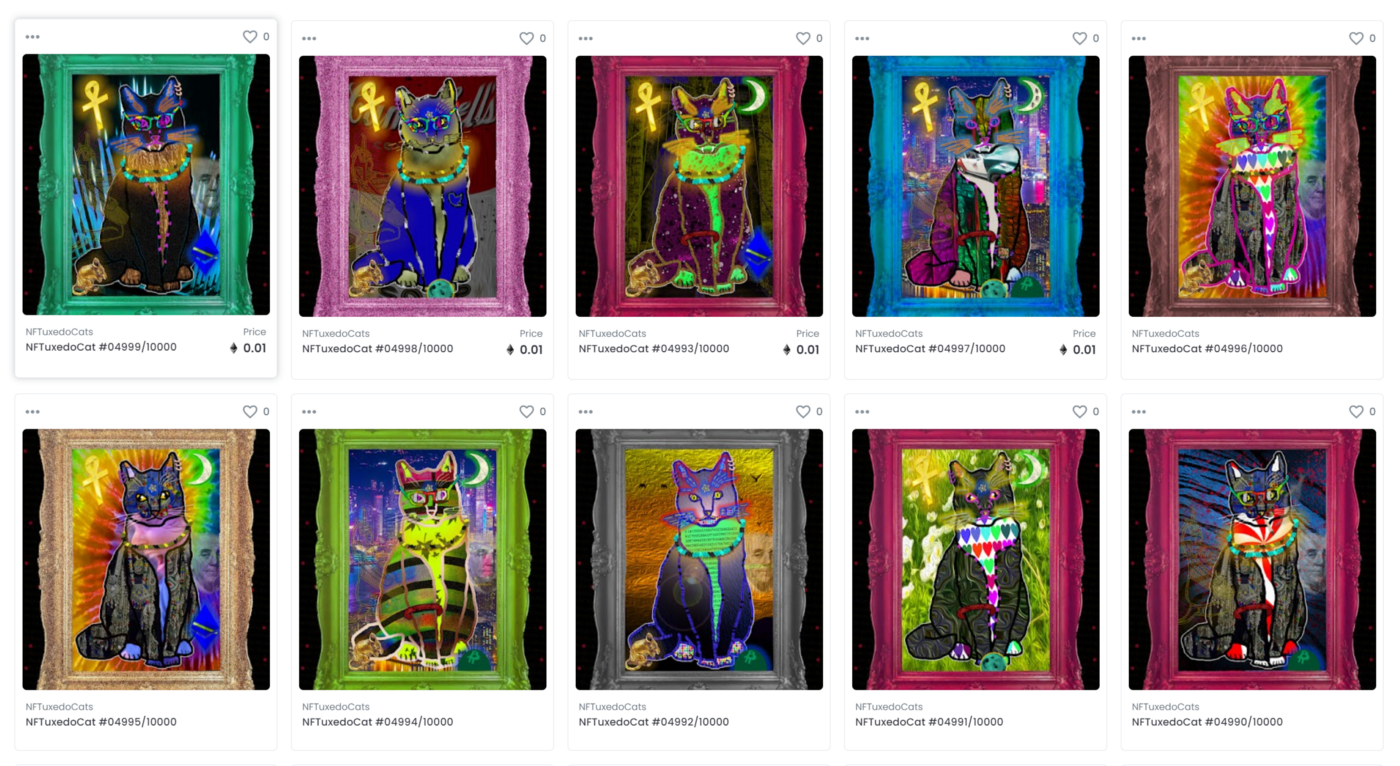 0
0
0
0
0
NFTuxedoCats
Price
NFTuxedoCat #04999/10000
0.01
NFTuxedoCats
Price
NFTuxedoCat #04998/10000
0.01
NFTuxedoCats
Price
NFTuxedoCat #04993/10000
0.01
NFTuxedoCats
Price
NFTuxedoCat #04997/10000
0.01
NFTuxedoCats
NFTuxedoCat #04996/10000
0
0
0
0
0
NFTuxedoCats
NFTuxedoCat #04995/10000
NFTuxedoCats
NFTuxedoCat #04994/10000
NFTuxedoCats
NFTuxedoCat #04992/10000
NFTuxedoCats
NFTuxedoCat #04991/10000
NFTuxedoCats
NFTuxedoCat #04990/10000